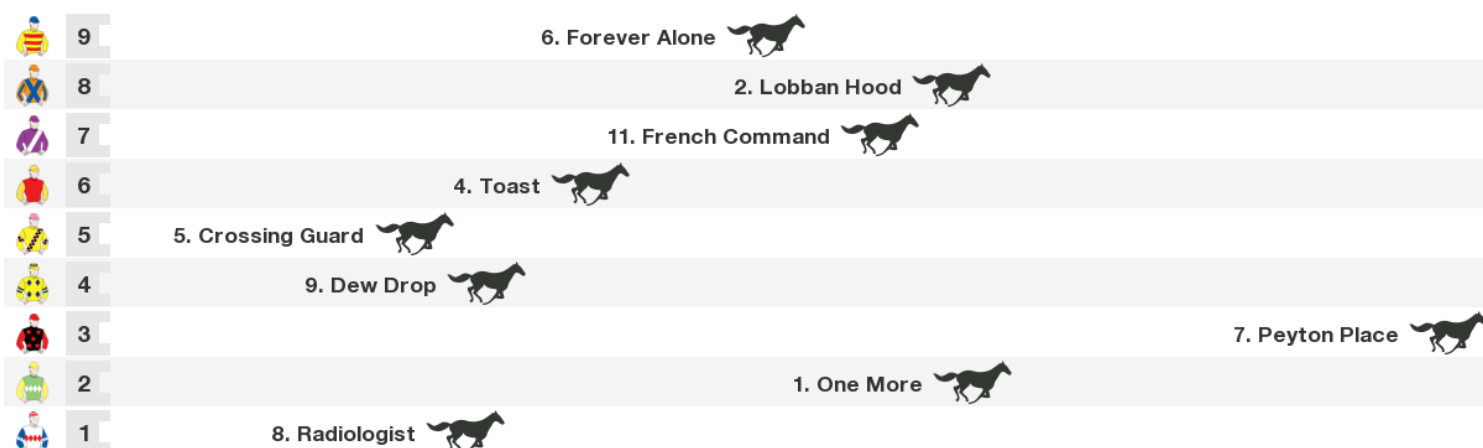 9 6. Forever Alone
8 2. Lobban Hood
7 11. French Command
6 4. Toast
5 5. Crossing Guard
4 9. Dew Drop
3 7. Peyton Place
2 1. One More
1 8. Radiologist